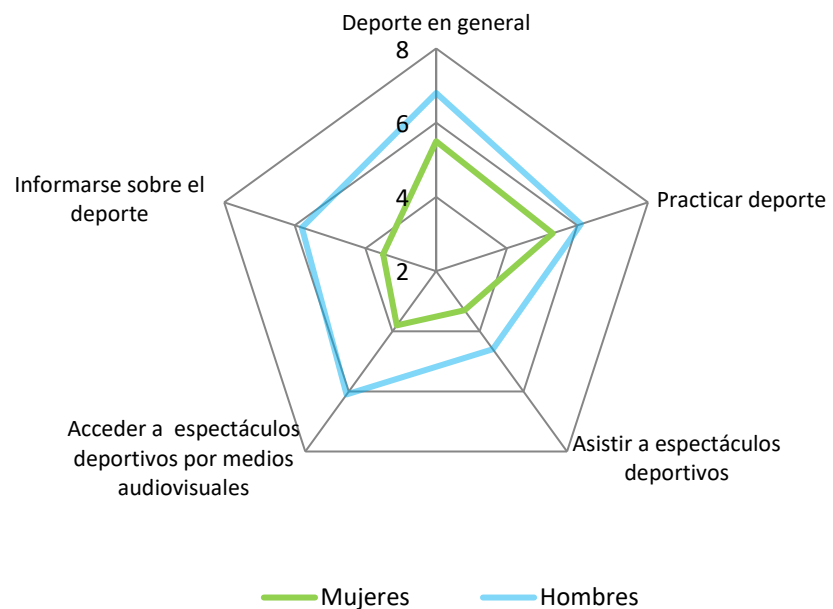 Deporte en general
8
6
4
2
Practicar deporte
Asistir a espectáculos
deportivos
Acceder a espectáculos
deportivos por medios
audiovisuales
Informarse sobre el
deporte
Mujeres
Hombres